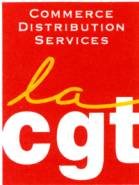 COMMERCE
DISTRIBUTION
SERVICES
la
cgt